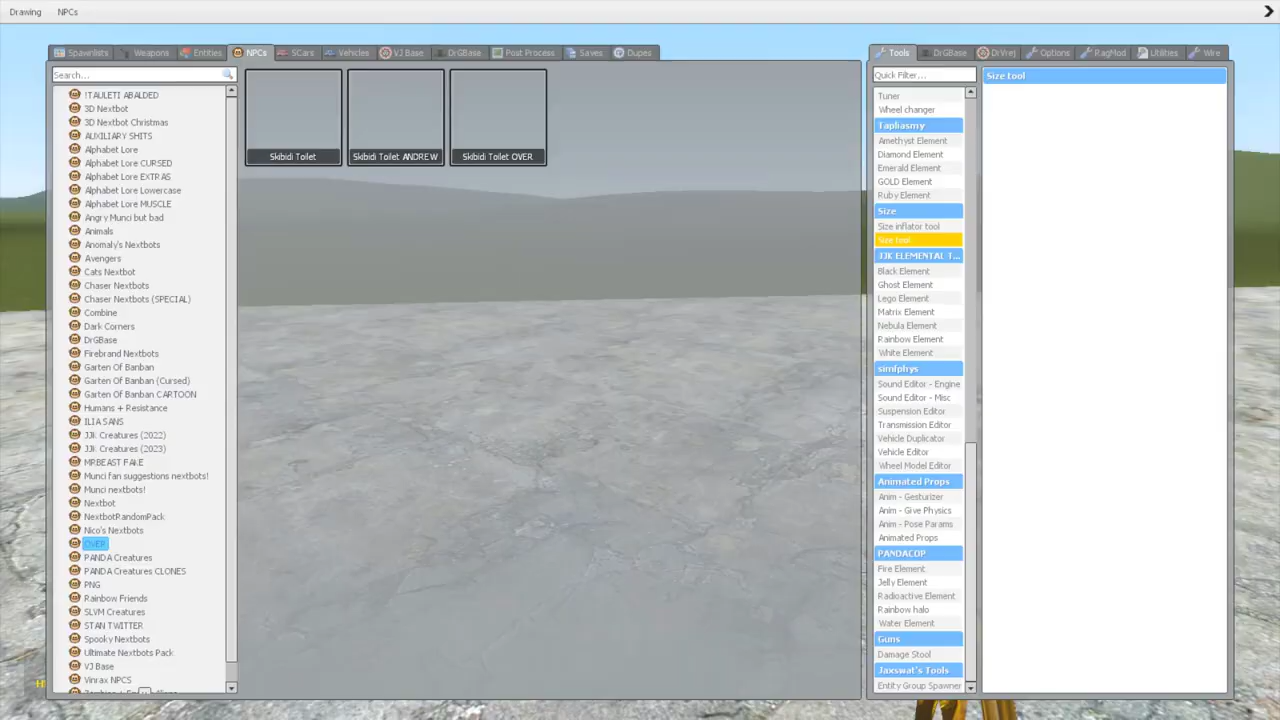 Drawing NPCs
Spawnlists Weapons Entities NPCs SCars Vehicles VJ Base DrGBase Post Process Saves Dupes
Search...
!TAULETI ABALDED
3D Nextbot
3D Nextbot Christmas
AUXILIARY SHITS
Alphabet Lore
Alphabet Lore CURSED
Alphabet Lore EXTRAS
Alphabet Lore Lowercase
Alphabet Lore MUSCLE
Angry Munci but bad
Animals
Anomaly's Nextbots
Avengers
Cats Nextbot
Chaser Nextbots
Chaser Nextbots (SPECIAL)
Combine
Dark Corners
DrGBase
Firebrand Nextbots
Garten Of Banban
Garten Of Banban (Cursed)
Garten Of Banban CARTOON
Humans + Resistance
ILIA SANS
JJK Creatures (2022)
JJK Creatures (2023)
MR.BEAST FAKE
Munci fan suggestions nextbots!
Munci nextbots!
Nextbot
NextbotRandomPack
Nico's Nextbots
OVER
PANDA Creatures
PANDA Creatures CLONES
PNG
Rainbow Friends
SLVM Creatures
STAN TWITTER
Spooky Nextbots
Ultimate Nextbots Pack
VJ Base
Vinrax NPCS
Skibidi Toilet
Skibidi Toilet ANDREW
Skibidi Toilet OVER
Tools DrGBase DrVrej Options RagMod Utilities Wire
Quick Filter...
Tuner
Wheel changer
Tapliasmy
Amethyst Element
Diamond Element
Emerald Element
GOLD Element
Ruby Element
Size
Size inflator tool
Size tool
JJK ELEMENTAL T...
Black Element
Ghost Element
Lego Element
Matrix Element
Nebula Element
Rainbow Element
White Element
simfphys
Sound Editor - Engine
Sound Editor - Misc
Suspension Editor
Transmission Editor
Vehicle Duplicator
Vehicle Editor
Wheel Model Editor
Animated Props
Anim - Gesturizer
Anim - Give Physics
Anim - Pose Params
Animated Props
PANDACOP
Fire Element
Jelly Element
Radioactive Element
Rainbow halo
Water Element
Guns
Damage Stool
Jaxswat's Tools
Entity Group Spawner
Size tool